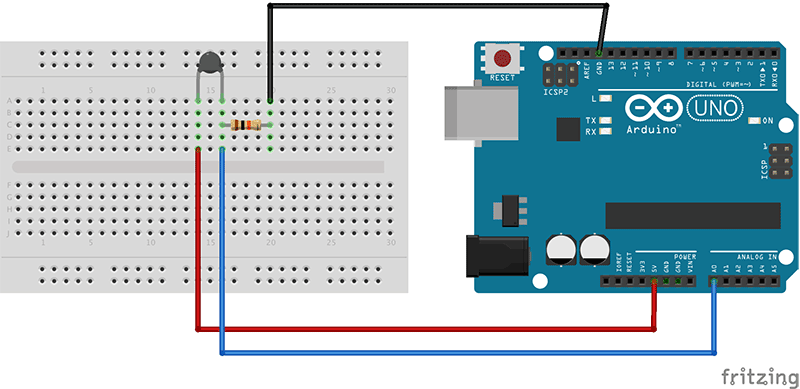 1 5 10 15 20 25 30
A
B
C
D
E
F
G
H
I
J
1 5 10 15 20 25 30
RESET
ICSP2
AREF
GND
13
12
~11
~10
~9
8
7
~6
~5
4
~3
2
TX0▶1
RX0◀0
DIGITAL (PWM=~)
L
TX
RX
UNO
Arduino™
ON
1
ICSP
POWER
ANALOG IN
IOREF
RESET
3V3
5V
GND
GND
VIN
A0
A1
A2
A3
A4
A5
fritzing